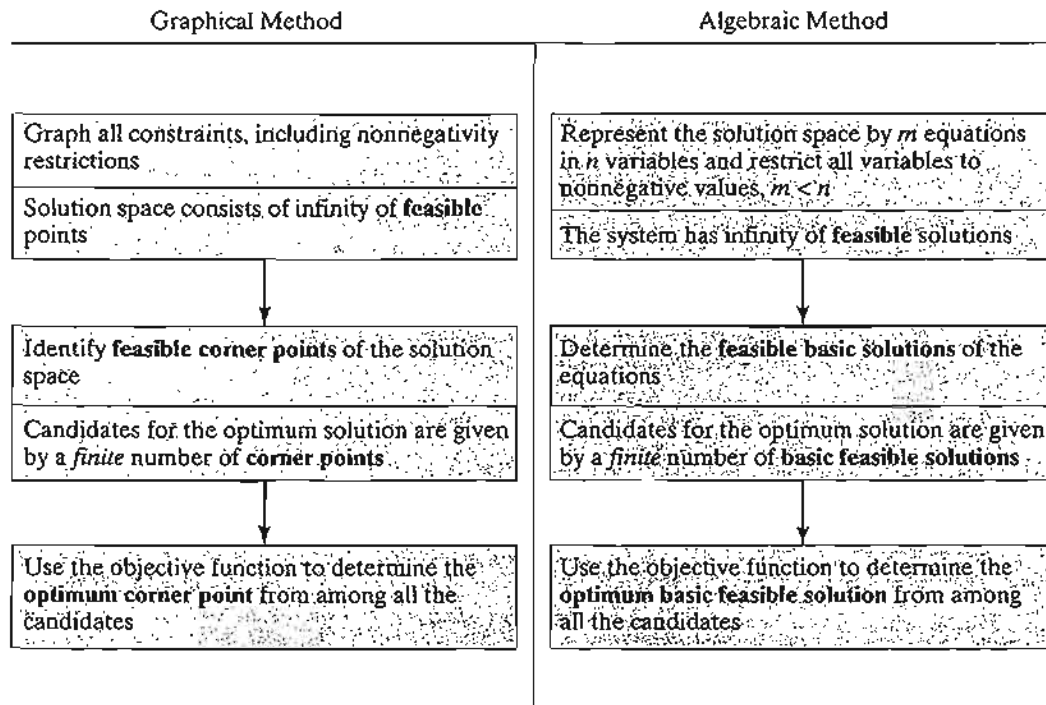 Graphical Method
Graph all constraints, including nonnegativity
restrictions
Solution space consists of infinity of feasible
points
Identify feasible corner points of the solution
space
Candidates for the optimum solution are given
by a finite number of corner points
Use the objective function to determine the
optimum corner point from among all the
candidates
Algebraic Method
Represent the solution space by m equations
in n variables and restrict all variables to
nonnegative values, m < n
The system has infinity of feasible solutions
Determine the feasible basic solutions of the
equations
Candidates for the optimum solution are given
by a finite number of basic feasible solutions
Use the objective function to determine the
optimum basic feasible solution from among
all the candidates